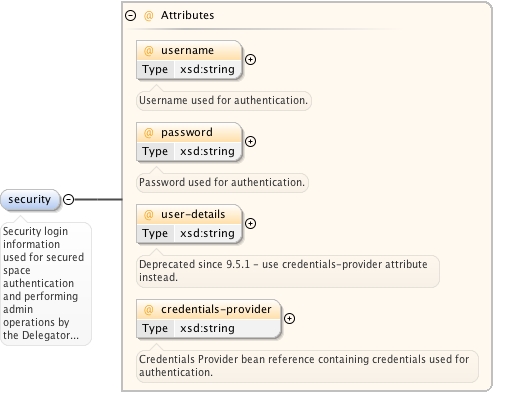 @ Attributes
@ username
Type xsd:string
Username used for authentication.
@ password
Type xsd:string
Password used for authentication.
security
@ user-details
Type xsd:string
Security login
information
used for secured
space
authentication
and performing
admin
operations by
the Delegator...
Deprecated since 9.5.1 - use credentials-provider attribute
instead.
@ credentials-provider
Type xsd:string
Credentials Provider bean reference containing credentials used for
authentication.